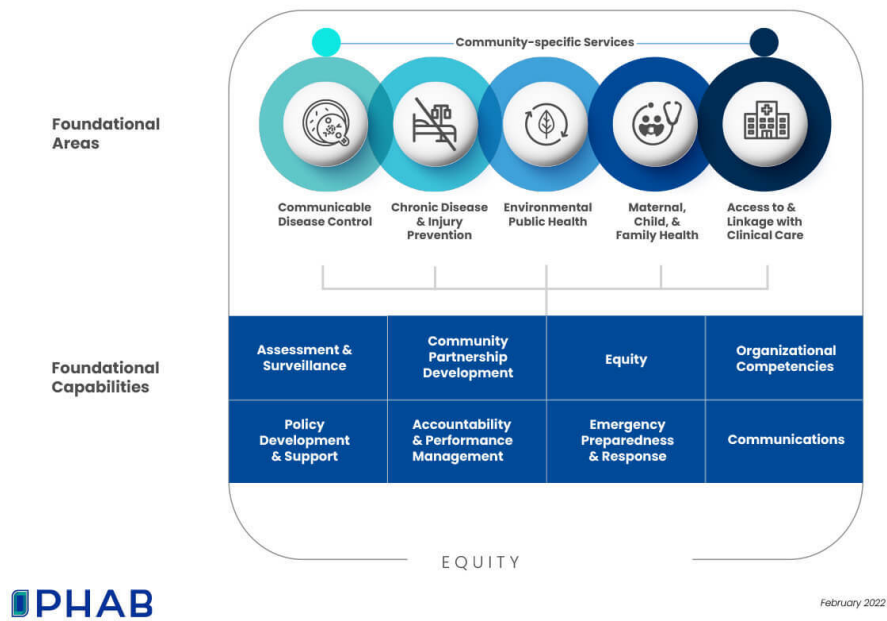 Community-specific Services
Foundational
Areas
Communicable
Disease Control
Chronic Disease
& Injury
Prevention
Environmental
Public Health
Maternal,
Child, &
Family Health
Access to &
Linkage with
Clinical Care
Foundational
Capabilities
Assessment &
Surveillance
Community
Partnership
Development
Equity
Organizational
Competencies
Policy
Development
& Support
Accountability
& Performance
Management
Emergency
Preparedness
& Response
Communications
EQUITY
PHAB
February 2022